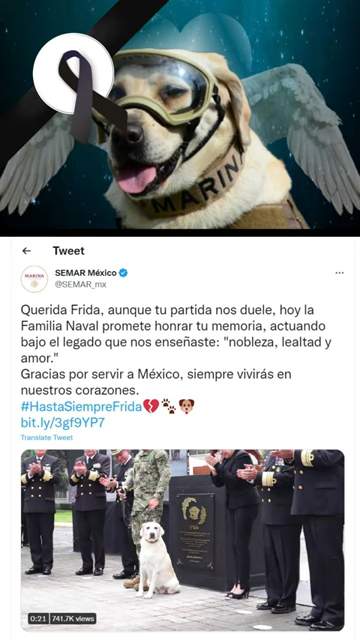 MARINA
← Tweet
MARINA
SEMAR México
@SEMAR_mx
Querida Frida, aunque tu partida nos duele, hoy la
Familia Naval promete honrar tu memoria, actuando
bajo el legado que nos enseñaste: "nobleza, lealtad y
amor."
Gracias por servir a México, siempre vivirás en
nuestros corazones.
#HastaSiempreFrida💔🐾🐶
bit.ly/3gf9YP7
Translate Tweet
0:21 741.7K views